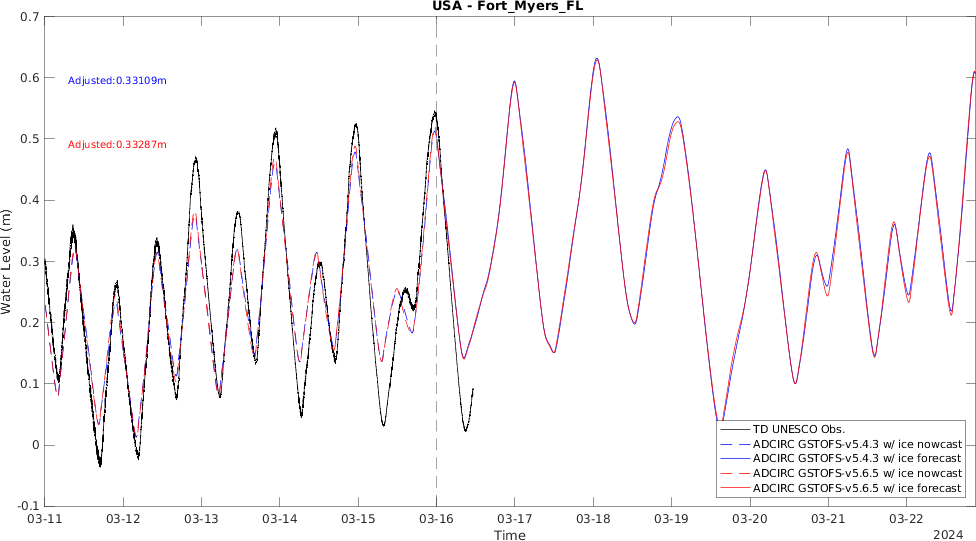 USA - Fort_Myers_FL
0.7
0.6
0.5
0.4
0.3
0.2
0.1
0
-0.1
Water Level (m)
Adjusted:0.33109m
Adjusted:0.33287m
TD UNESCO Obs.
ADCIRC GSTOFS-v5.4.3 w/ ice nowcast
ADCIRC GSTOFS-v5.4.3 w/ ice forecast
ADCIRC GSTOFS-v5.6.5 w/ ice nowcast
ADCIRC GSTOFS-v5.6.5 w/ ice forecast
03-11 03-12 03-13 03-14 03-15 03-16 03-17 03-18 03-19 03-20 03-21 03-22
Time
2024